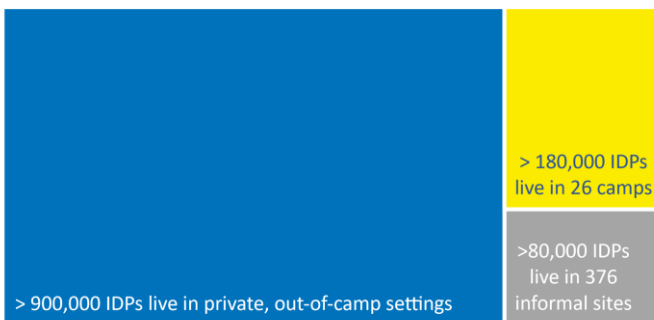 > 180,000 IDPs
live in 26 camps
>80,000 IDPs
live in 376
informal sites
> 900,000 IDPs live in private, out-of-camp settings